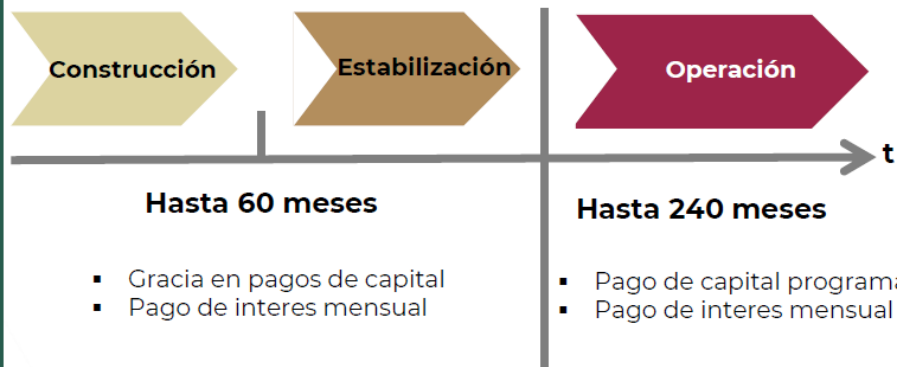 Construcción
Estabilización
Operación
t
Hasta 60 meses
Hasta 240 meses
▪ Gracia en pagos de capital
▪ Pago de interes mensual
▪ Pago de capital programa
▪ Pago de interes mensual